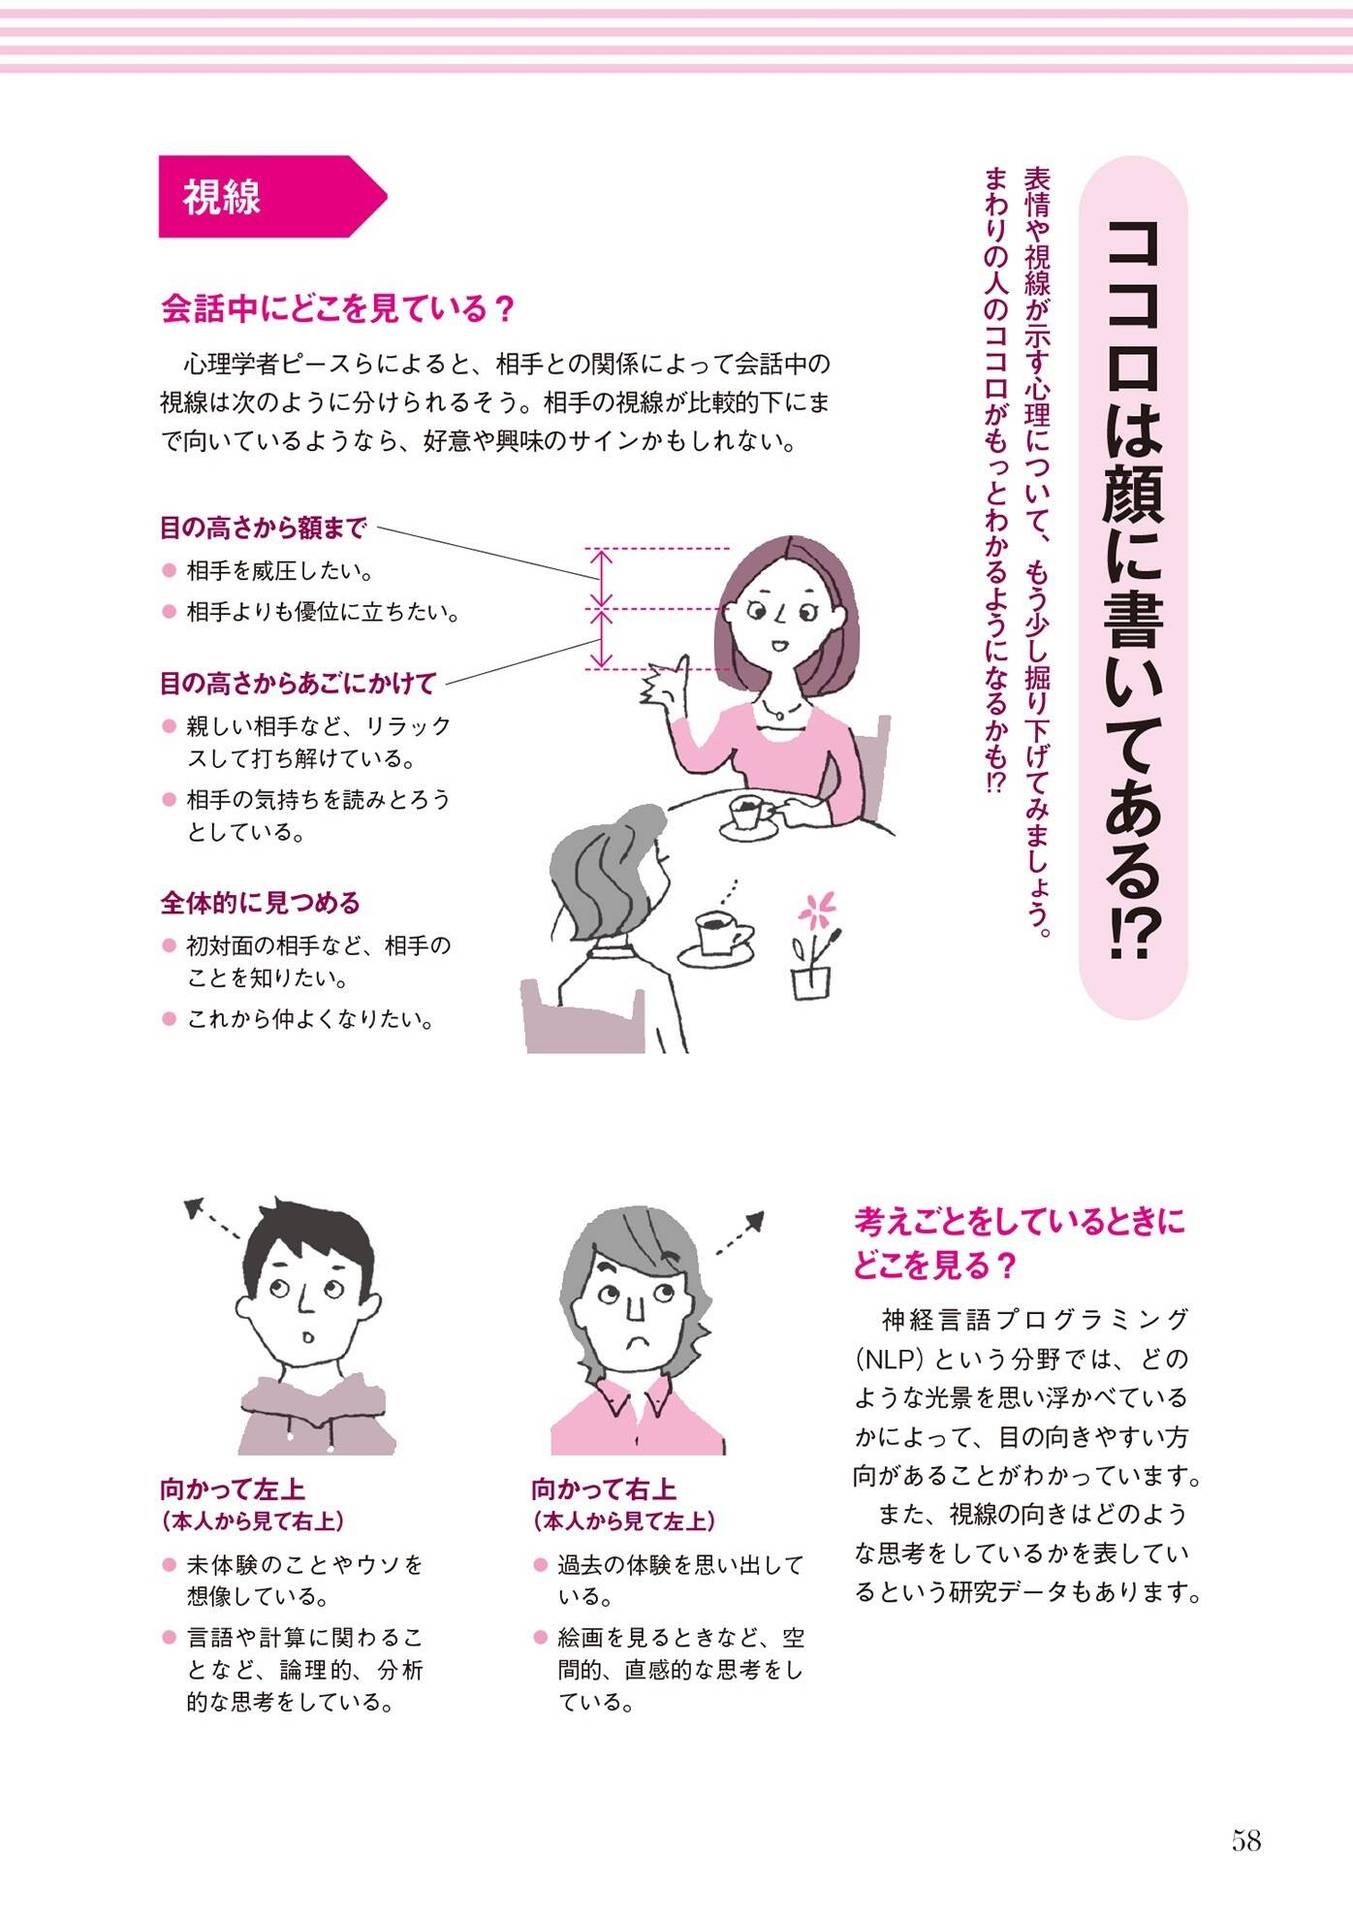 ココロは顔に書いてある!?
表情や視線が示す心理について、もう少し掘り下げてみましょう。
まわりの人のココロがもっとわかるようになるかも!?
視線
会話中にどこを見ている？
心理学者ピースらによると、相手との関係によって会話中の
視線は次のように分けられるそう。相手の視線が比較的下にま
で向いているようなら、好意や興味のサインかもしれない。
目の高さから額まで
● 相手を威圧したい。
● 相手よりも優位に立ちたい。
目の高さからあごにかけて
● 親しい相手など、リラック
スして打ち解けている。
● 相手の気持ちを読みとろう
としている。
全体的に見つめる
● 初対面の相手など、相手の
ことを知りたい。
● これから仲よくなりたい。
考えごとをしているときに
どこを見る？
神経言語プログラミング
（NLP）という分野では、どの
ような光景を思い浮かべている
かによって、目の向きやすい方
向があることがわかっています。
また、視線の向きはどのよう
な思考をしているかを表してい
るという研究データもあります。
向かって左上
（本人から見て右上）
● 未体験のことやウソを
想像している。
● 言語や計算に関わるこ
となど、論理的、分析
的な思考をしている。
向かって右上
（本人から見て左上）
● 過去の体験を思い出して
いる。
● 絵画を見るときなど、空
間的、直感的な思考をし
ている。
58